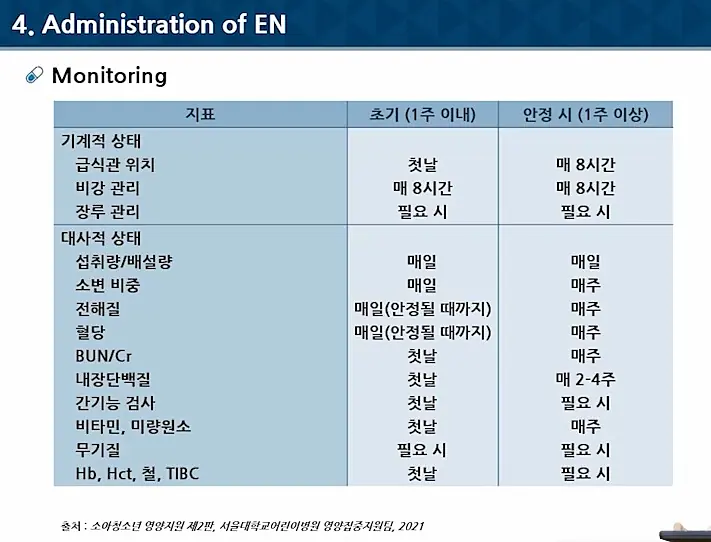 4. Administration of EN
Monitoring
지표 초기 (1주 이내) 안정 시 (1주 이상)
기계적 상태
급식관 위치 첫날 매 8시간
비강 관리 매 8시간 매 8시간
장루 관리 필요 시 필요 시
대사적 상태
섭취량/배설량 매일 매일
소변 비중 매일 매주
전해질 매일(안정될 때까지) 매주
혈당 매일(안정될 때까지) 매주
BUN/Cr 첫날 매주
내장단백질 첫날 매 2-4주
간기능 검사 첫날 필요 시
비타민, 미량원소 첫날 매주
무기질 필요 시 필요 시
Hb, Hct, 철, TIBC 첫날 필요 시
출처 : 소아청소년 영양지원 제2판, 서울대학교어린이병원 영양집중지원팀, 2021